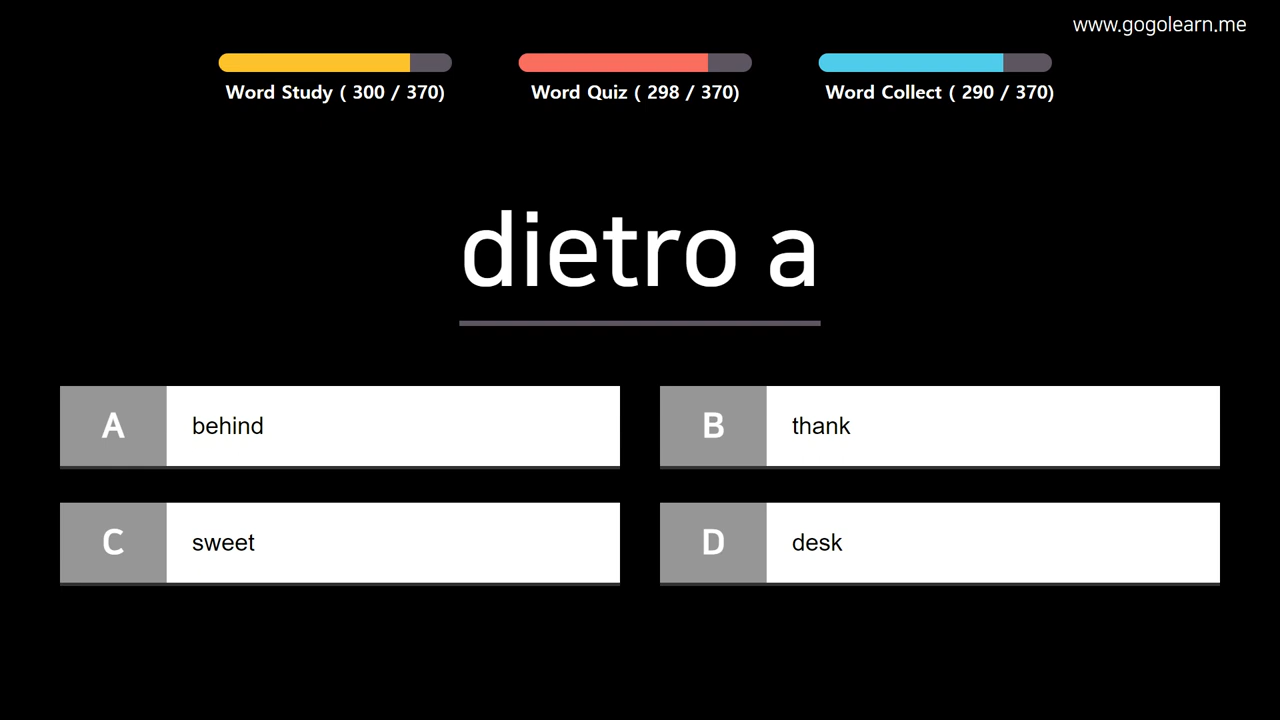 www.gogolearn.me
Word Study ( 300 / 370)
Word Quiz ( 298 / 370)
Word Collect ( 290 / 370)
dietro a
A behind
B thank
C sweet
D desk